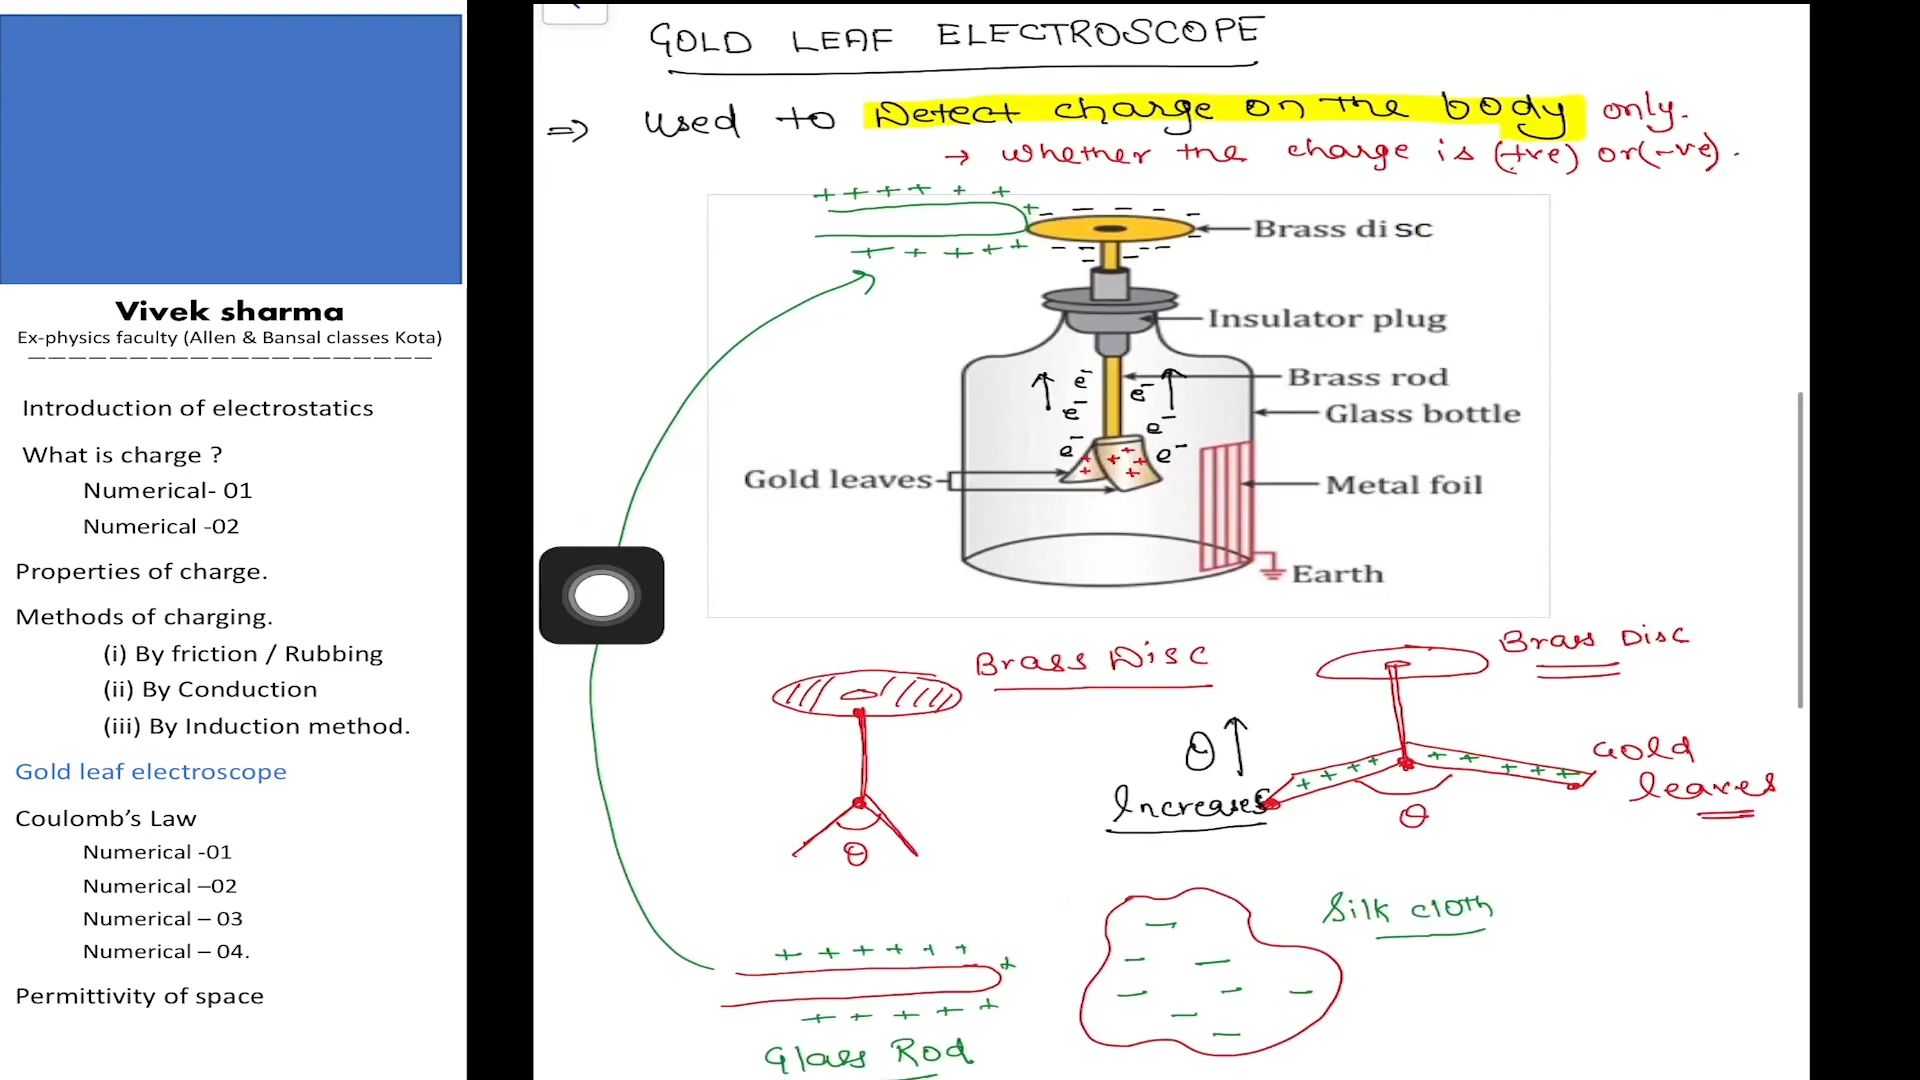 Vivek sharma
Ex-physics faculty (Allen & Bansal classes Kota)
Introduction of electrostatics
What is charge ?
Numerical- 01
Numerical -02
Properties of charge.
Methods of charging.
(i) By friction / Rubbing
(ii) By Conduction
(iii) By Induction method.
Gold leaf electroscope
Coulomb’s Law
Numerical -01
Numerical –02
Numerical – 03
Numerical – 04.
Permittivity of space
GOLD LEAF ELECTROSCOPE
⇒ Used to Detect charge on the body only.
→ whether the charge is (+ve) or (-ve).
+ + + + + +
+
+ + + + +
- - - - -
- - - - - -
Brass disc
Insulator plug
e⁻ e⁻
Brass rod
e⁻ e⁻
Glass bottle
e⁻ e⁻
+ + + + + +
Gold leaves
Metal foil
Earth
Brass Disc
Brass Disc
θ ↑
Increases
+ + + + + + + + +
Gold
leaves
θ
θ
Silk cloth
+ + + + + +
+
+ + + + +
- - - - - - - -
Glass Rod